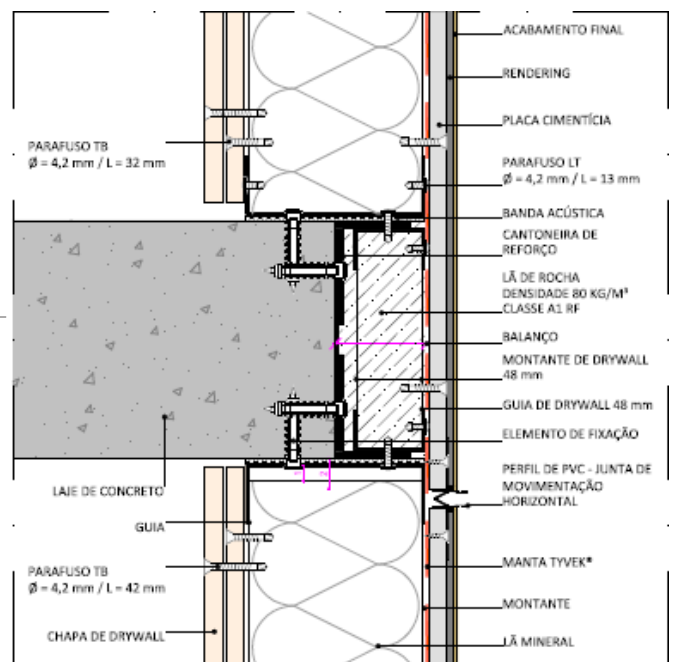 ACABAMENTO FINAL
RENDERING
PLACA CIMENTÍCIA
PARAFUSO TB
Ø = 4,2 mm / L = 32 mm
PARAFUSO LT
Ø = 4,2 mm / L = 13 mm
BANDA ACÚSTICA
CANTONEIRA DE
REFORÇO
LÃ DE ROCHA
DENSIDADE 80 KG/M³
CLASSE A1 RF
BALANÇO
MONTANTE DE DRYWALL
48 mm
GUIA DE DRYWALL 48 mm
ELEMENTO DE FIXAÇÃO
PERFIL DE PVC - JUNTA DE
MOVIMENTAÇÃO
HORIZONTAL
LAJE DE CONCRETO
GUIA
PARAFUSO TB
Ø = 4,2 mm / L = 42 mm
MANTA TYVEK®
MONTANTE
CHAPA DE DRYWALL
LÃ MINERAL